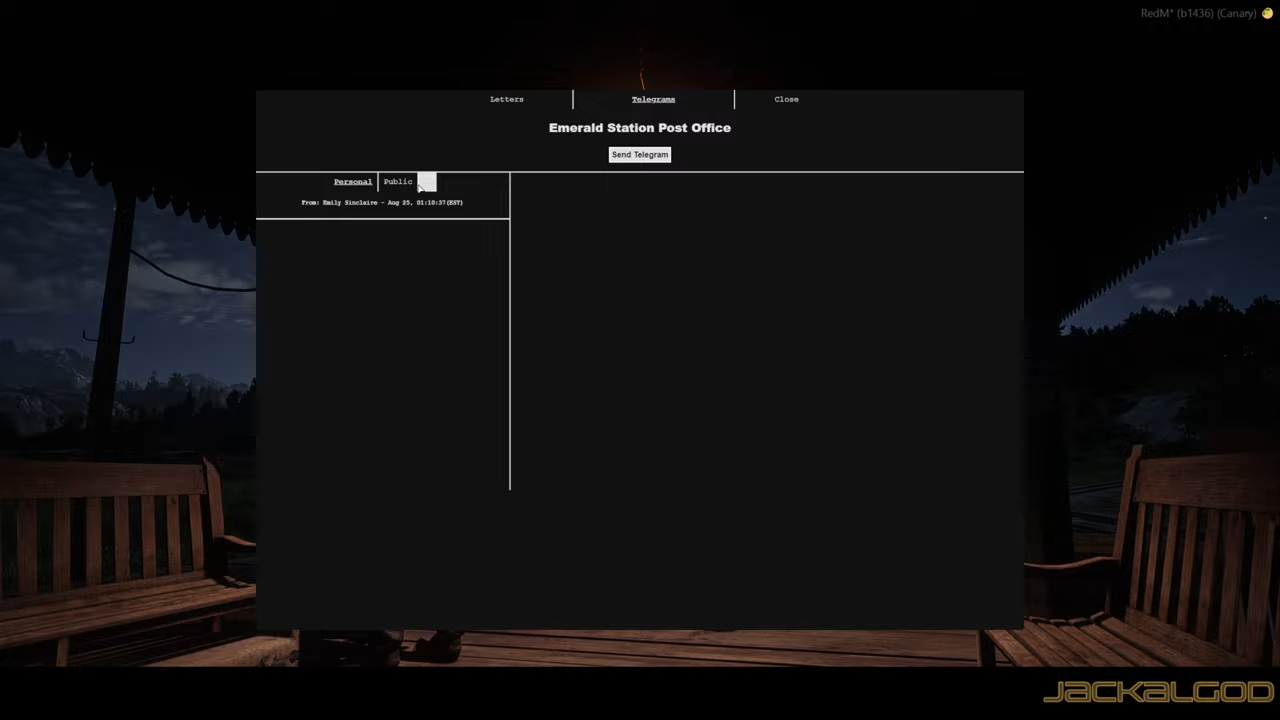 RedM* (b1436) (Canary)
Letters
Telegrams
Close
Emerald Station Post Office
Send Telegram
Personal
Public
From: Emily Sinclaire - Aug 25, 01:10:37(EST)
JACKALGOD